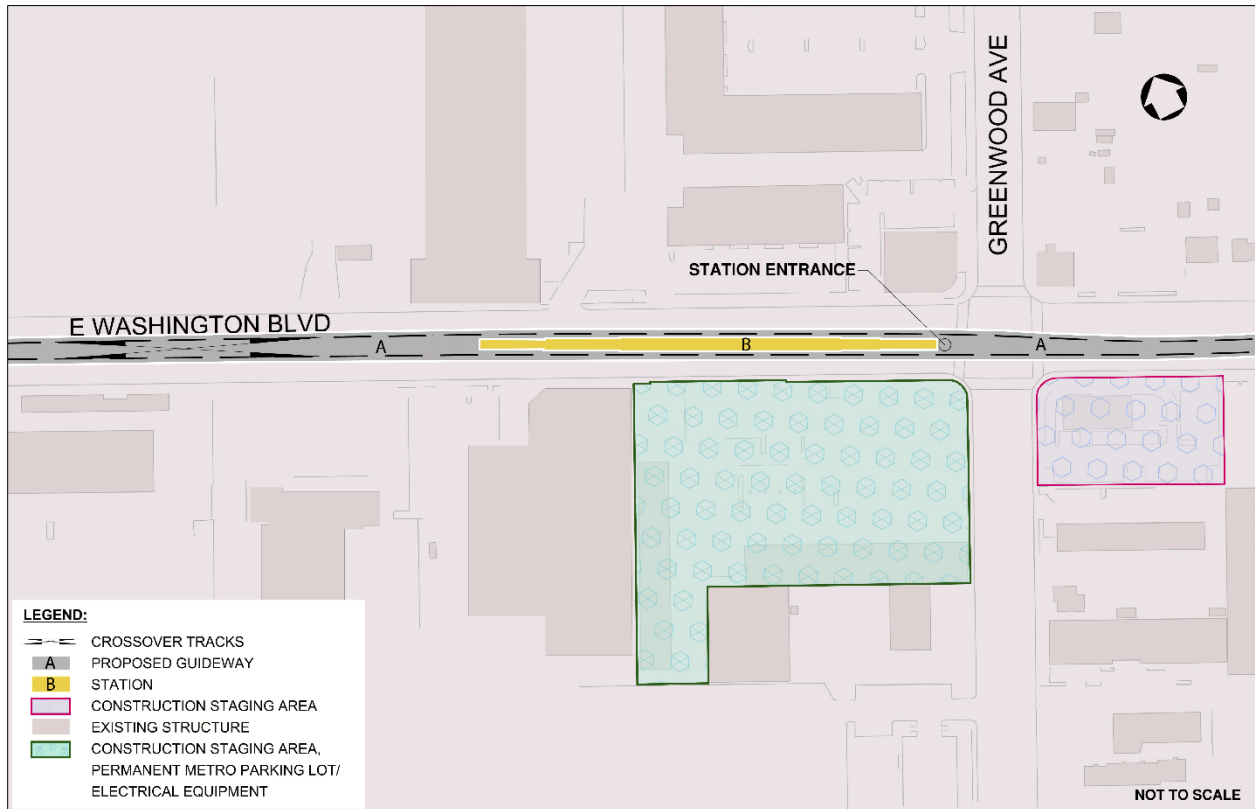 GREENWOOD AVE
STATION ENTRANCE
E WASHINGTON BLVD
A
B
A
LEGEND:
CROSSOVER TRACKS
A PROPOSED GUIDEWAY
B STATION
CONSTRUCTION STAGING AREA
EXISTING STRUCTURE
CONSTRUCTION STAGING AREA,
PERMANENT METRO PARKING LOT/
ELECTRICAL EQUIPMENT
NOT TO SCALE